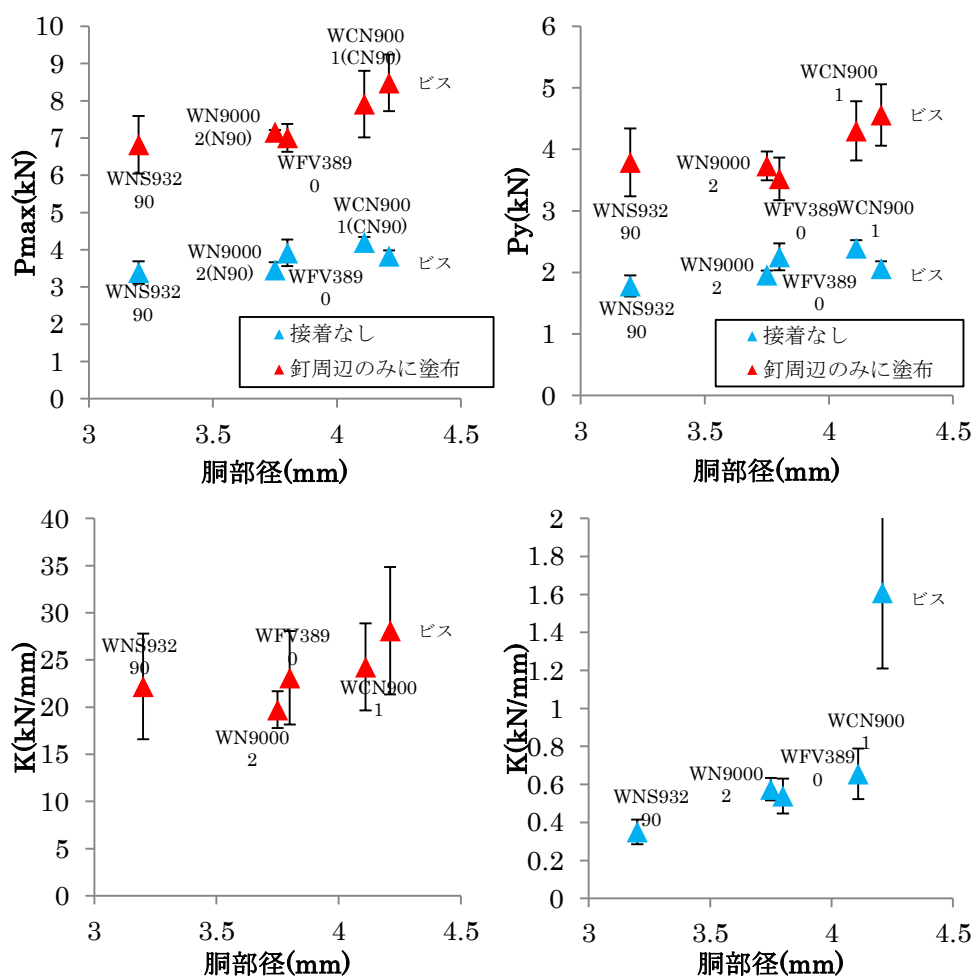 10
9
8
7
6
5
4
3
2
1
0
Pmax(kN)
WCN900
1(CN90)
ビス
WN9000
2(N90)
WNS932
90
WFV389
0
WCN900
1(CN90)
WN9000
2(N90)
ビス
WNS932
90
WFV389
0
接着なし
釘周辺のみに塗布
3
3.5
4
4.5
胴部径(mm)
6
5
4
3
2
1
0
Py(kN)
WCN900
1
ビス
WN9000
2
WNS932
90
WFV389
0
WCN900
1
WN9000
2
ビス
WNS932
90
WFV389
0
接着なし
釘周辺のみに塗布
3
3.5
4
4.5
胴部径(mm)
40
35
30
25
20
15
10
5
0
K(kN/mm)
WNS932
90
WFV389
0
ビス
WCN900
1
WN9000
2
3
3.5
4
4.5
胴部径(mm)
2
1.8
1.6
1.4
1.2
1
0.8
0.6
0.4
0.2
0
K(kN/mm)
ビス
WCN900
1
WN9000
2
WFV389
0
WNS932
90
3
3.5
4
4.5
胴部径(mm)